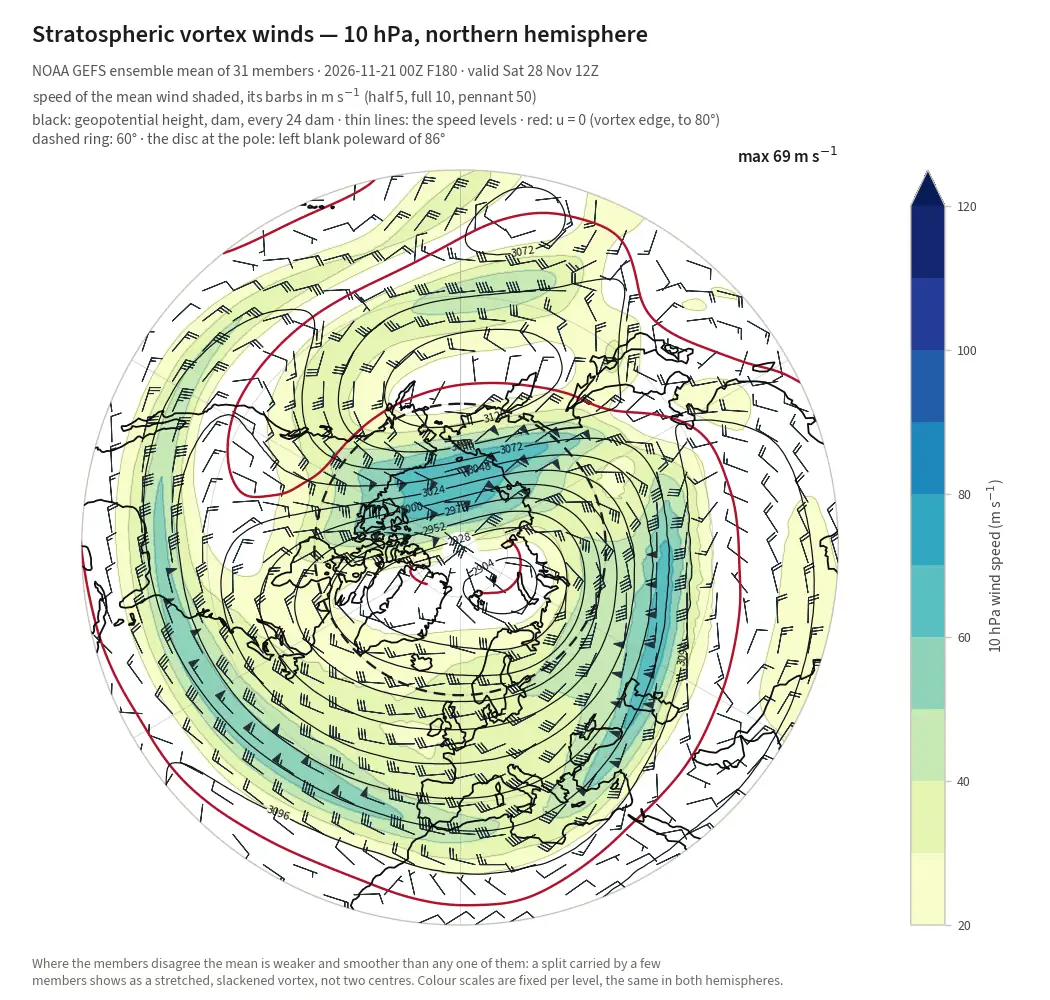 Stratospheric vortex winds — 10 hPa, northern hemisphere
NOAA GEFS ensemble mean of 31 members · 2026-11-21 00Z F180 · valid Sat 28 Nov 12Z
speed of the mean wind shaded, its barbs in m s⁻¹ (half 5, full 10, pennant 50)
black: geopotential height, dam, every 24 dam · thin lines: the speed levels · red: u = 0 (vortex edge, to 80°)
dashed ring: 60° · the disc at the pole: left blank poleward of 86°
max 69 m s⁻¹
120
100
80
60
40
20
10 hPa wind speed (m s⁻¹)
3072
3072
3048
3024
2952
2928
3096
Where the members disagree the mean is weaker and smoother than any one of them: a split carried by a few
members shows as a stretched, slackened vortex, not two centres. Colour scales are fixed per level, the same in both hemispheres.